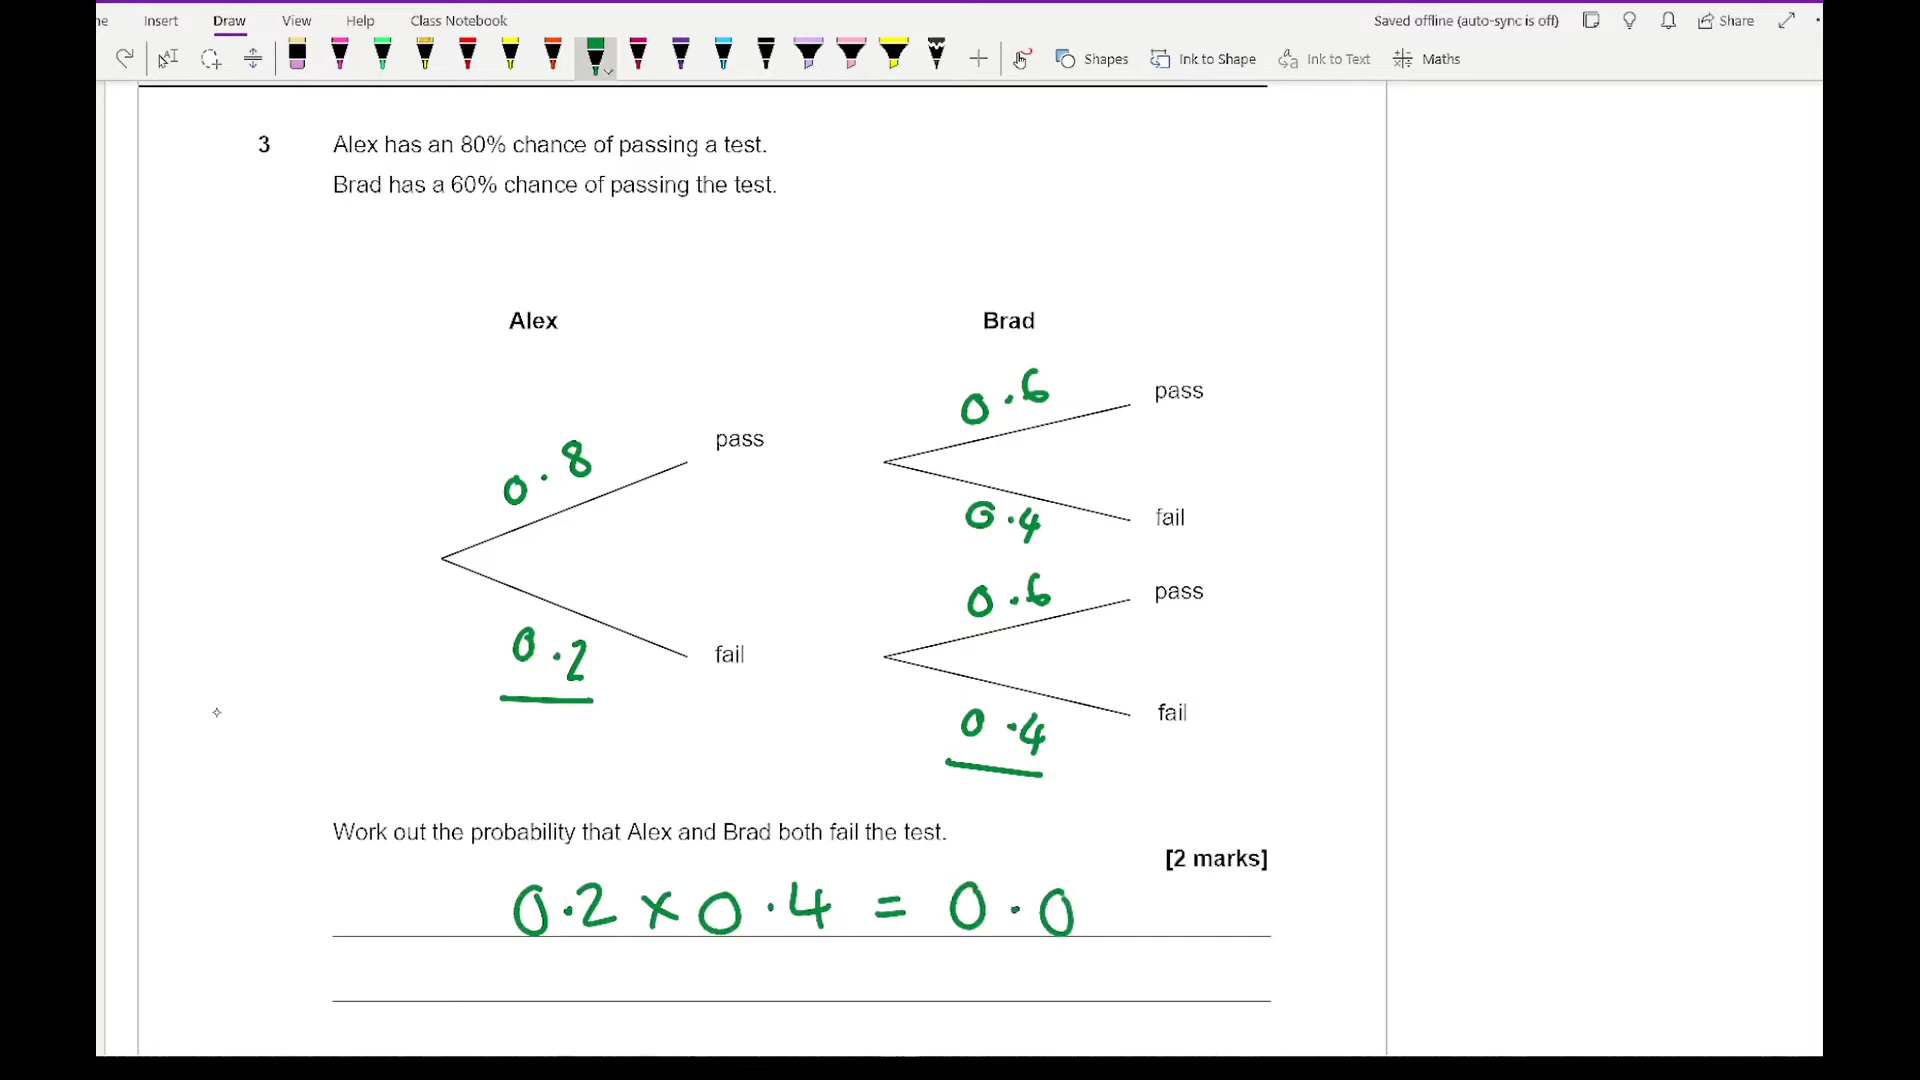 Insert Draw View Help Class Notebook Saved offline (auto-sync is off) Share
Shapes Ink to Shape Ink to Text Maths
3 Alex has an 80% chance of passing a test.
Brad has a 60% chance of passing the test.
Alex Brad
0.6 pass
0.8 pass
0.4 fail
0.6 pass
0.2 fail
0.4 fail
Work out the probability that Alex and Brad both fail the test.
[2 marks]
0.2 × 0.4 = 0.0